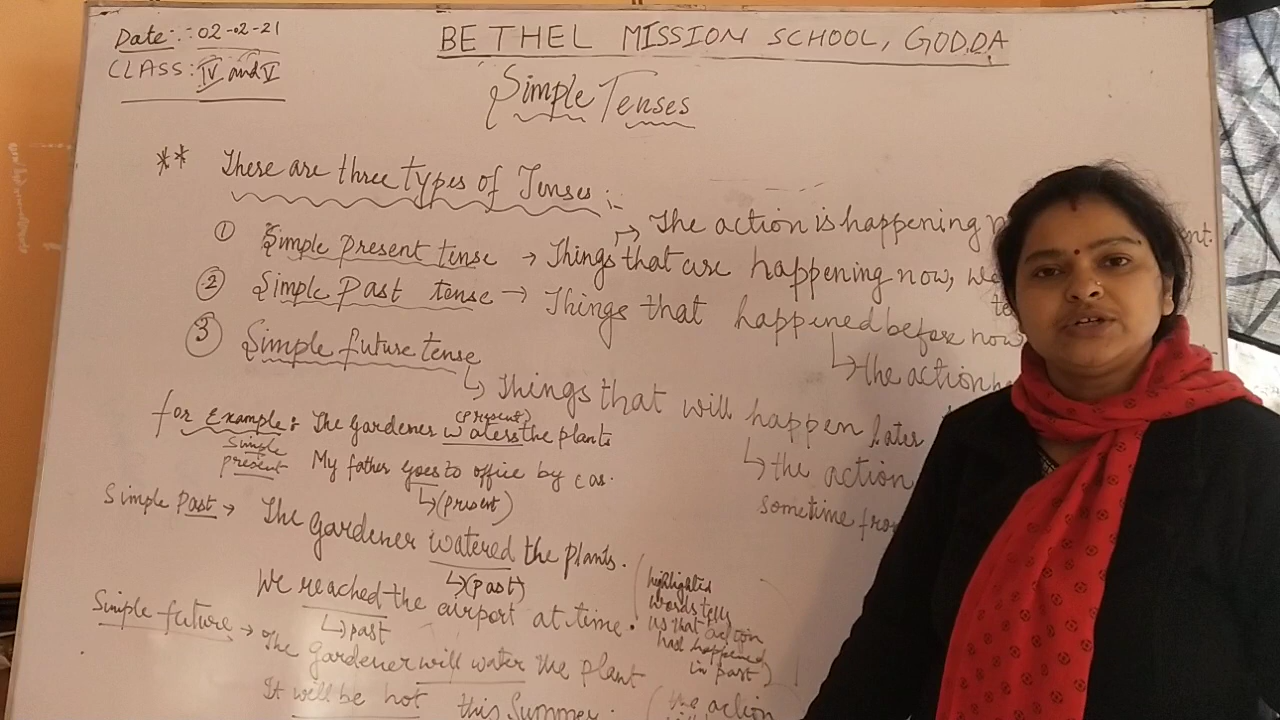 Date:- 02-02-21
BETHEL MISSION SCHOOL, GODDA
CLASS: IV and V
Simple Tenses
** There are three types of Tenses:-
The action is happening
① Simple present tense → Things that are happening now,
② Simple Past tense → Things that happened before now
↳ the action
③ Simple future tense
↳ Things that will happen later
↳ the action
sometime
for Example: The gardener waters the plants
(present)
Simple present
My father goes to office by car.
↳ (present)
Simple Past → The gardener watered the plants.
↳ (past)
We reached the airport at time.
↳ past
(highlighted
words tells
us that action
had happened
in past)
Simple future → The gardener will water the plant
It will be hot this Summer.
(the action